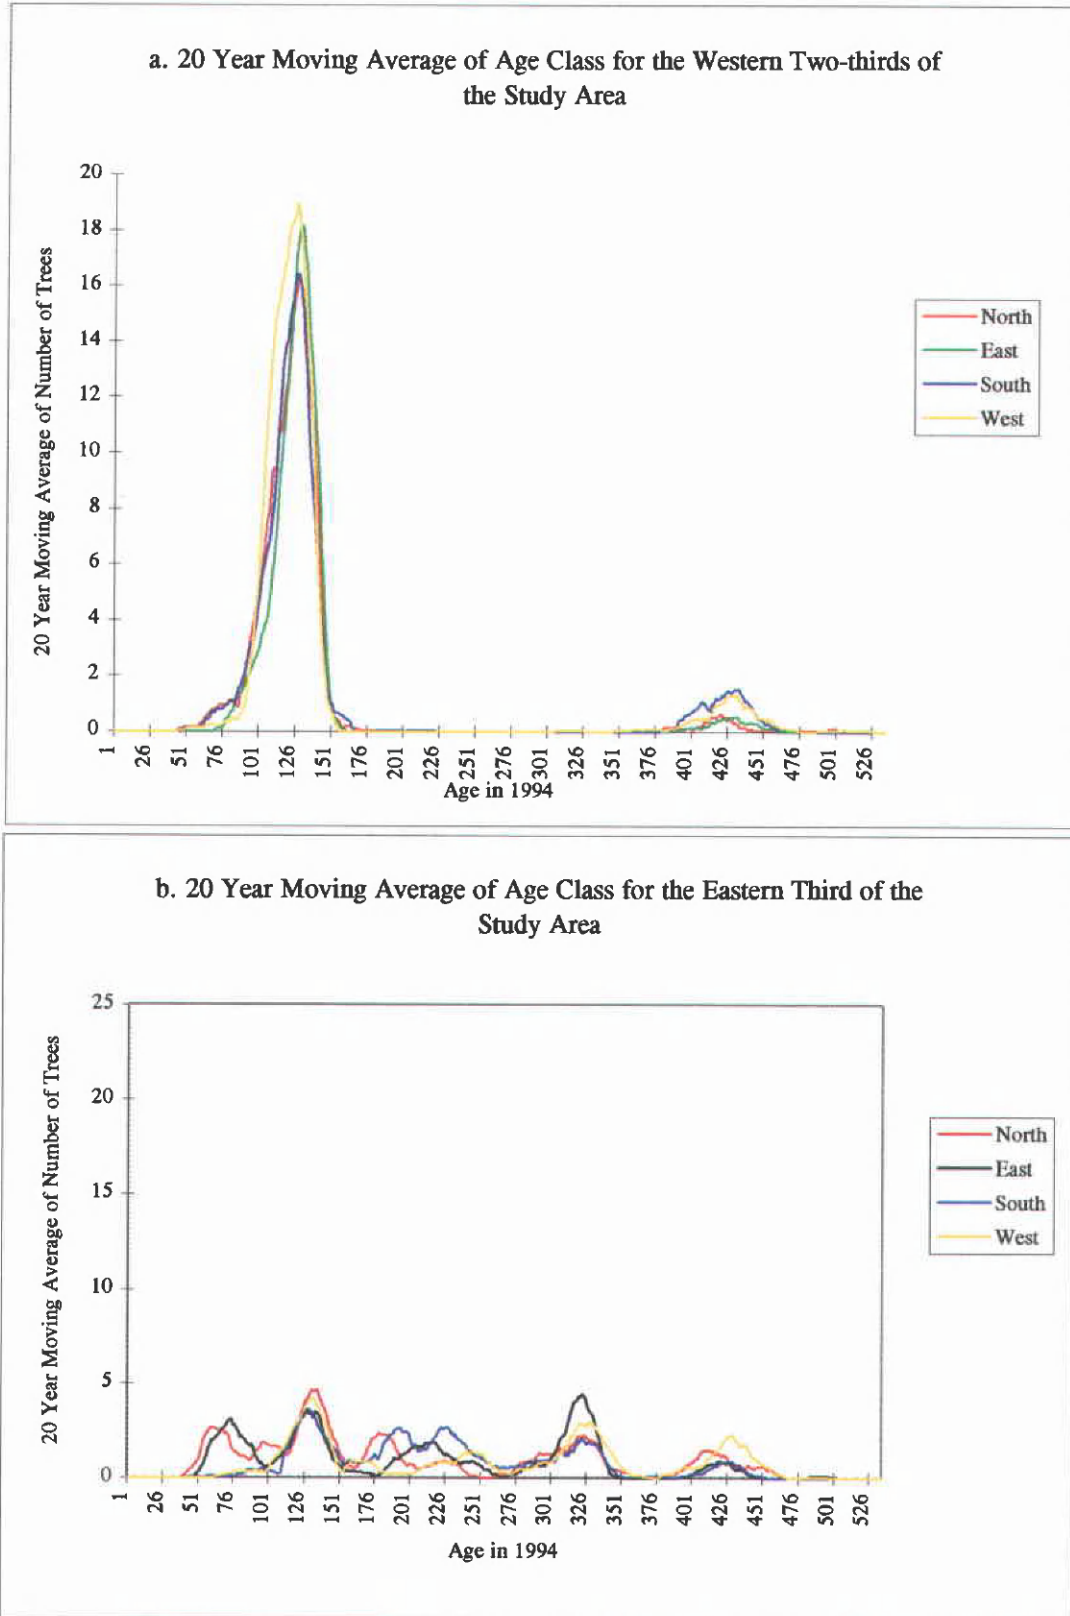 a. 20 Year Moving Average of Age Class for the Western Two-thirds of
the Study Area
20 Year Moving Average of Number of Trees
20
18
16
14
12
10
8
6
4
2
0
1 26 51 76 101 126 151 176 201 226 251 276 301 326 351 376 401 426 451 476 501 526
Age in 1994
North
East
South
West
b. 20 Year Moving Average of Age Class for the Eastern Third of the
Study Area
20 Year Moving Average of Number of Trees
25
20
15
10
5
0
1 26 51 76 101 126 151 176 201 226 251 276 301 326 351 376 401 426 451 476 501 526
Age in 1994
North
East
South
West